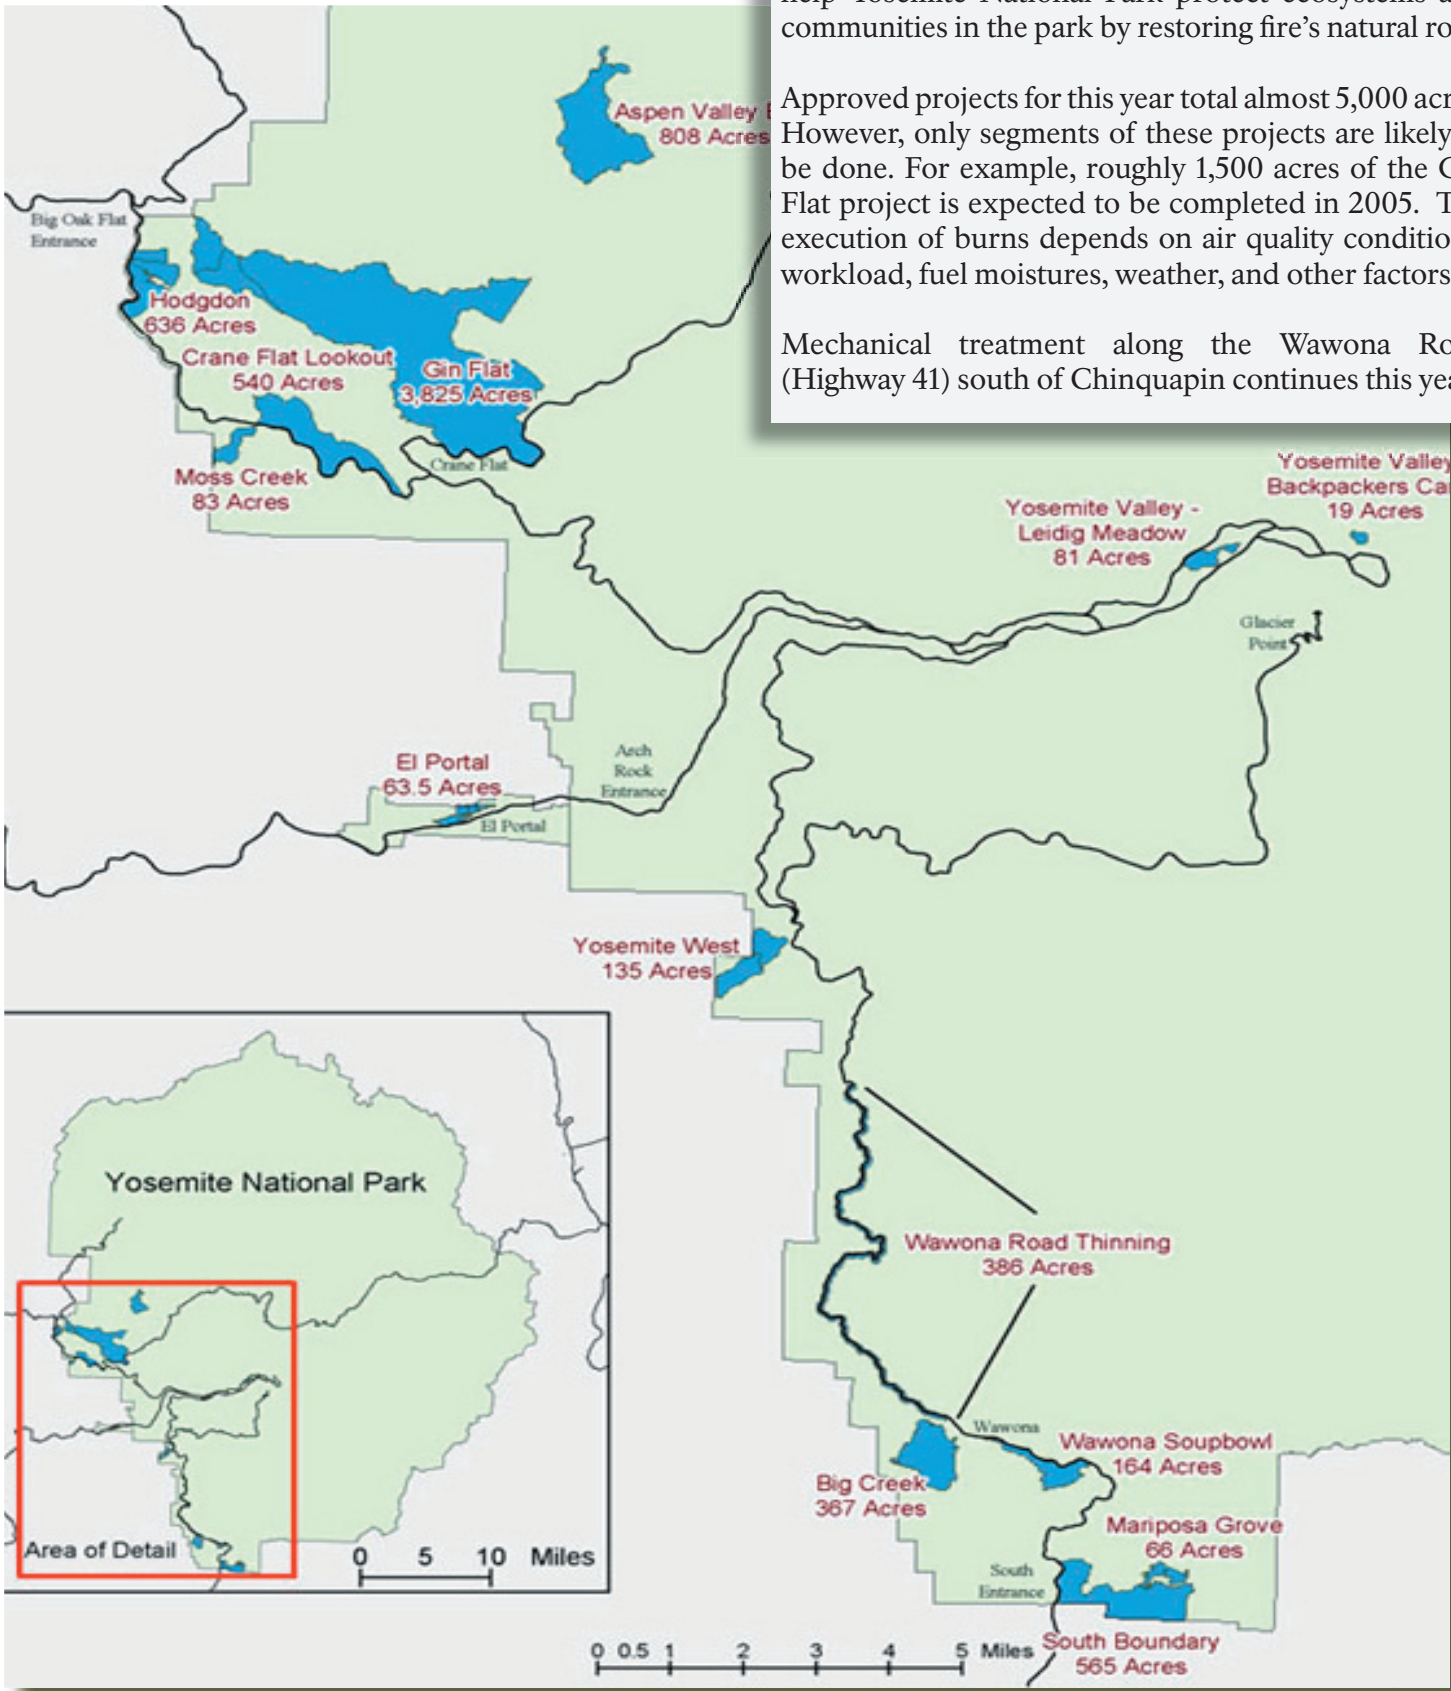 communities in the park by restoring fire's natural
Approved projects for this year total almost 5,000
However, only segments of these projects are likely
be done. For example, roughly 1,500 acres of the
Flat project is expected to be completed in 2005.
execution of burns depends on air quality
workload, fuel moistures, weather, and other factors
Mechanical treatment along the Wawona
(Highway 41) south of Chinquapin continues this
Aspen Valley
808 Acres
Big Oak Flat
Entrance
Hodgdon
636 Acres
Crane Flat Lookout
540 Acres
Gin Flat
3,825 Acres
Crane Flat
Moss Creek
83 Acres
Yosemite Valley
Backpackers
19 Acres
Yosemite Valley -
Leidig Meadow
81 Acres
Glacier
Point
El Portal
63.5 Acres
Arch
Rock
Entrance
El Portal
Yosemite West
135 Acres
Yosemite National Park
Area of Detail
0 5 10 Miles
Wawona Road Thinning
386 Acres
Wawona
Wawona Soupbowl
164 Acres
Big Creek
367 Acres
Mariposa Grove
66 Acres
South
Entrance
South Boundary
565 Acres
0 0.5 1 2 3 4 5 Miles